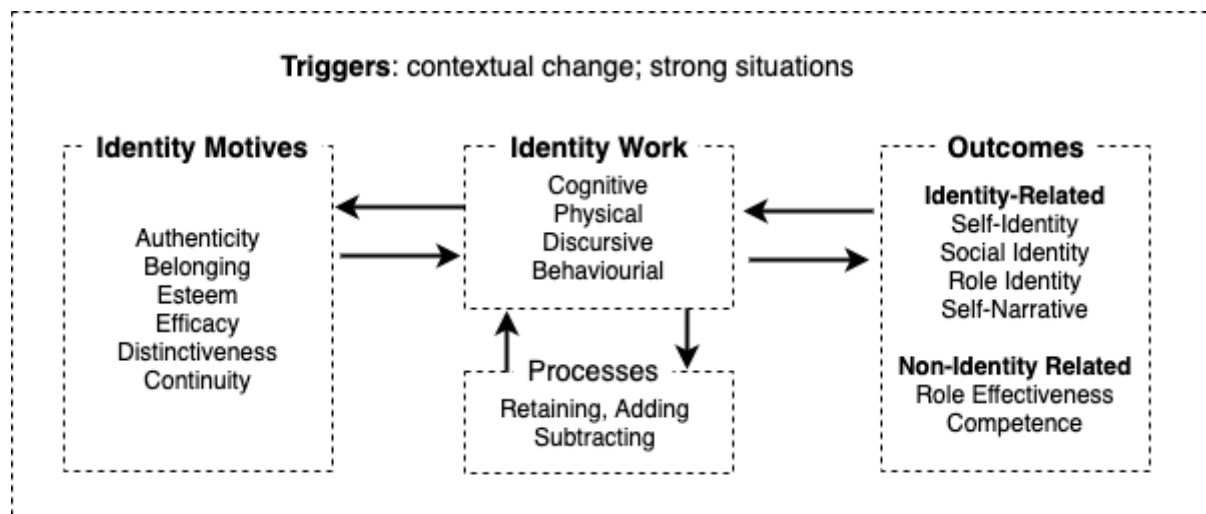 Triggers: contextual change; strong situations
Identity Motives
Authenticity
Belonging
Esteem
Efficacy
Distinctiveness
Continuity
Identity Work
Cognitive
Physical
Discursive
Behaviourial
Processes
Retaining, Adding
Subtracting
Outcomes
Identity-Related
Self-Identity
Social Identity
Role Identity
Self-Narrative
Non-Identity Related
Role Effectiveness
Competence